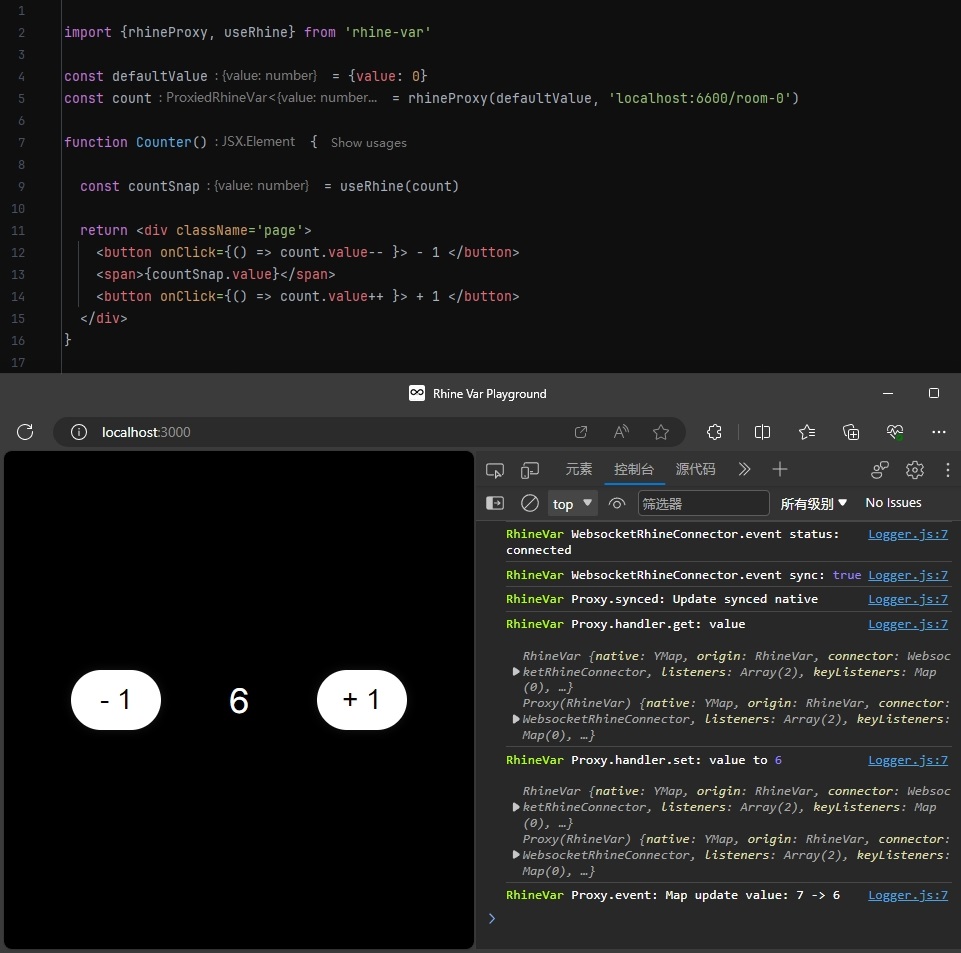 1
2 import {rhineProxy, useRhine} from 'rhine-var'
3
4 const defaultValue : {value: number} = {value: 0}
5 const count : ProxiedRhineVar<{value: number... = rhineProxy(defaultValue, 'localhost:6600/room-0')
6
7 function Counter() : JSX.Element { Show usages
8
9 const countSnap : {value: number} = useRhine(count)
10
11 return <div className='page'>
12 <button onClick={() => count.value-- }> - 1 </button>
13 <span>{countSnap.value}</span>
14 <button onClick={() => count.value++ }> + 1 </button>
15 </div>
16 }
17
Rhine Var Playground
localhost:3000
元素 控制台 源代码
top 筛选器 所有级别 No Issues
RhineVar WebsocketRhineConnector.event status: Logger.js:7
connected
RhineVar WebsocketRhineConnector.event sync: true Logger.js:7
RhineVar Proxy.synced: Update synced native Logger.js:7
RhineVar Proxy.handler.get: value Logger.js:7
RhineVar {native: YMap, origin: RhineVar, connector: Websoc
ketRhineConnector, listeners: Array(2), keyListeners: Map
(0), …}
Proxy(RhineVar) {native: YMap, origin: RhineVar, connector:
WebsocketRhineConnector, listeners: Array(2), keyListeners:
Map(0), …}
RhineVar Proxy.handler.set: value to 6 Logger.js:7
RhineVar {native: YMap, origin: RhineVar, connector: Websoc
ketRhineConnector, listeners: Array(2), keyListeners: Map
(0), …}
Proxy(RhineVar) {native: YMap, origin: RhineVar, connector:
WebsocketRhineConnector, listeners: Array(2), keyListeners:
Map(0), …}
RhineVar Proxy.event: Map update value: 7 -> 6 Logger.js:7
- 1 6 + 1